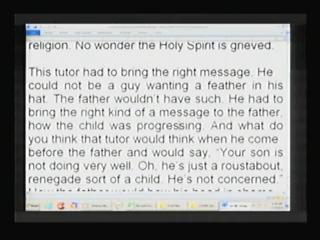 religion. No wonder the Holy Spirit is grieved.
This tutor had to bring the right message. He
could not be a guy wanting a feather in his
hat. The father wouldn't have such. He had to
bring the right kind of a message to the father,
how the child was progressing. And what do
you think that tutor would think when he come
before the father and would say, "Your son is
not doing very well. Oh, he's just a roustabout,
renegade sort of a child. He's not concerned."